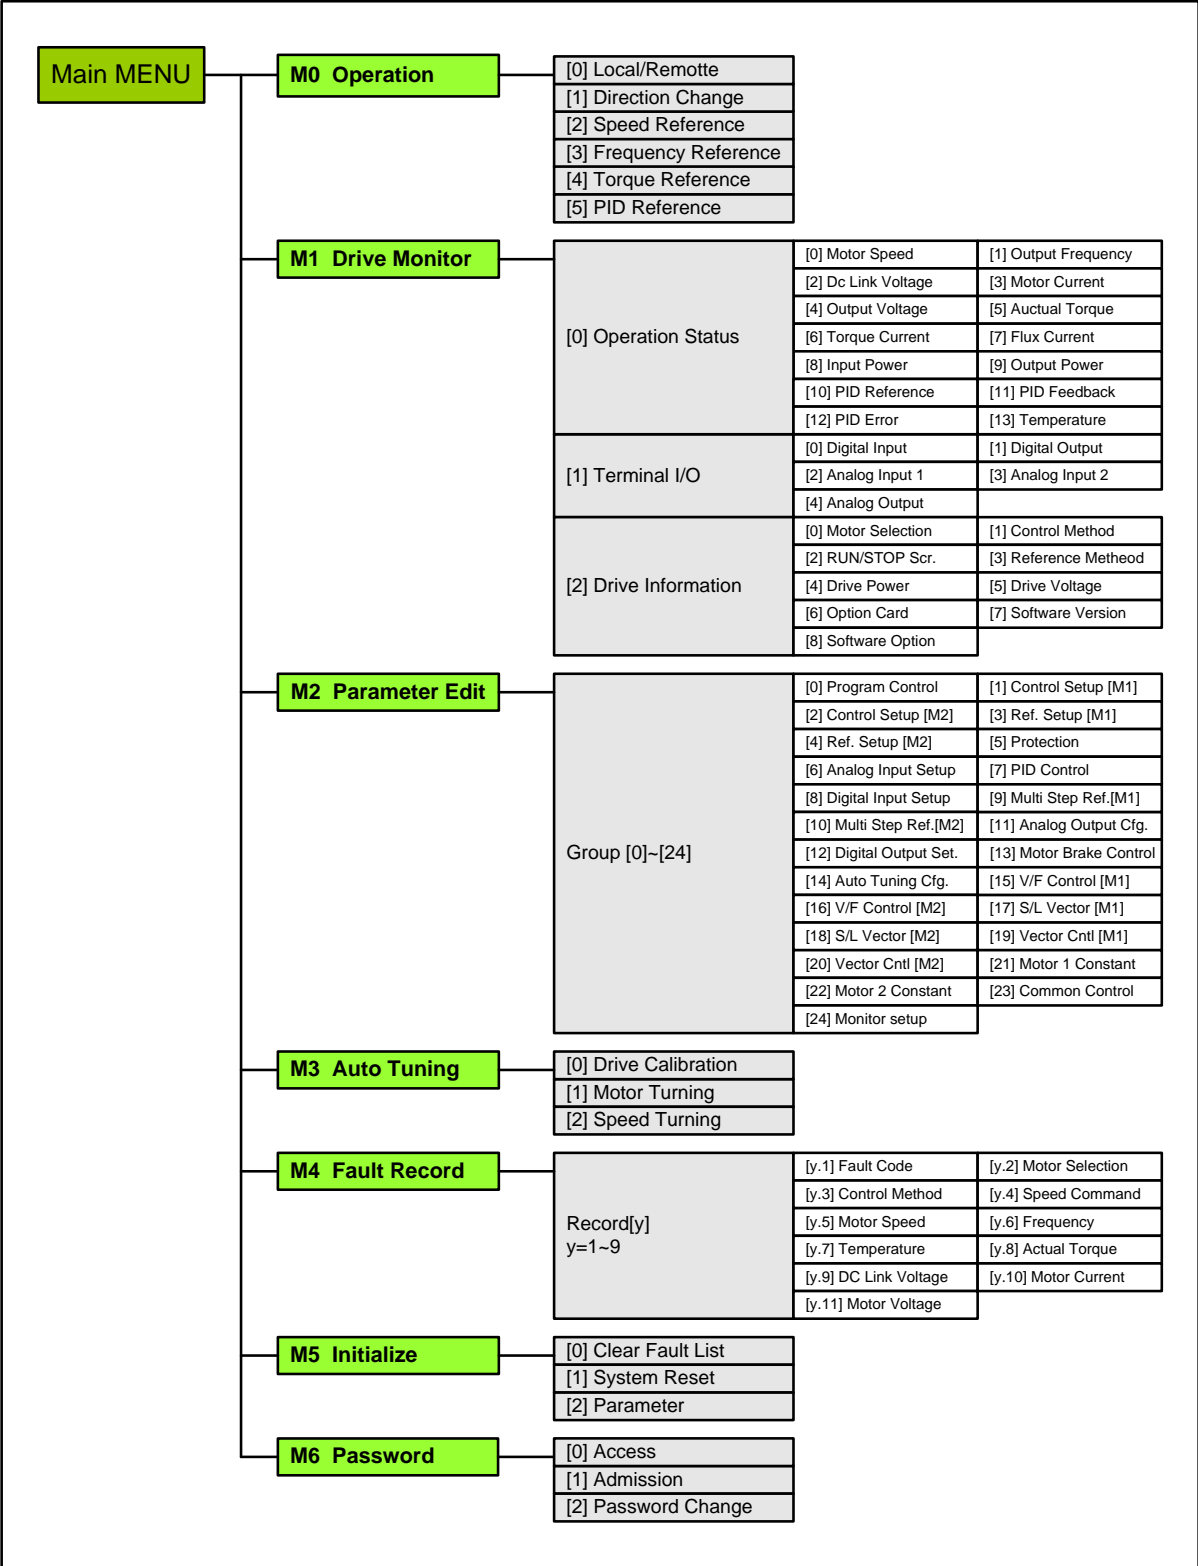 Main MENU
M0 Operation
[0] Local/Remotte
[1] Direction Change
[2] Speed Reference
[3] Frequency Reference
[4] Torque Reference
[5] PID Reference
M1 Drive Monitor
[0] Operation Status
[0] Motor Speed
[1] Output Frequency
[2] Dc Link Voltage
[3] Motor Current
[4] Output Voltage
[5] Auctual Torque
[6] Torque Current
[7] Flux Current
[8] Input Power
[9] Output Power
[10] PID Reference
[11] PID Feedback
[12] PID Error
[13] Temperature
[1] Terminal I/O
[0] Digital Input
[1] Digital Output
[2] Analog Input 1
[3] Analog Input 2
[4] Analog Output
[2] Drive Information
[0] Motor Selection
[1] Control Method
[2] RUN/STOP Scr.
[3] Reference Metheod
[4] Drive Power
[5] Drive Voltage
[6] Option Card
[7] Software Version
[8] Software Option
M2 Parameter Edit
Group [0]~[24]
[0] Program Control
[1] Control Setup [M1]
[2] Control Setup [M2]
[3] Ref. Setup [M1]
[4] Ref. Setup [M2]
[5] Protection
[6] Analog Input Setup
[7] PID Control
[8] Digital Input Setup
[9] Multi Step Ref.[M1]
[10] Multi Step Ref.[M2]
[11] Analog Output Cfg.
[12] Digital Output Set.
[13] Motor Brake Control
[14] Auto Tuning Cfg.
[15] V/F Control [M1]
[16] V/F Control [M2]
[17] S/L Vector [M1]
[18] S/L Vector [M2]
[19] Vector Cntl [M1]
[20] Vector Cntl [M2]
[21] Motor 1 Constant
[22] Motor 2 Constant
[23] Common Control
[24] Monitor setup
M3 Auto Tuning
[0] Drive Calibration
[1] Motor Turning
[2] Speed Turning
M4 Fault Record
Record[y]
y=1~9
[y.1] Fault Code
[y.2] Motor Selection
[y.3] Control Method
[y.4] Speed Command
[y.5] Motor Speed
[y.6] Frequency
[y.7] Temperature
[y.8] Actual Torque
[y.9] DC Link Voltage
[y.10] Motor Current
[y.11] Motor Voltage
M5 Initialize
[0] Clear Fault List
[1] System Reset
[2] Parameter
M6 Password
[0] Access
[1] Admission
[2] Password Change